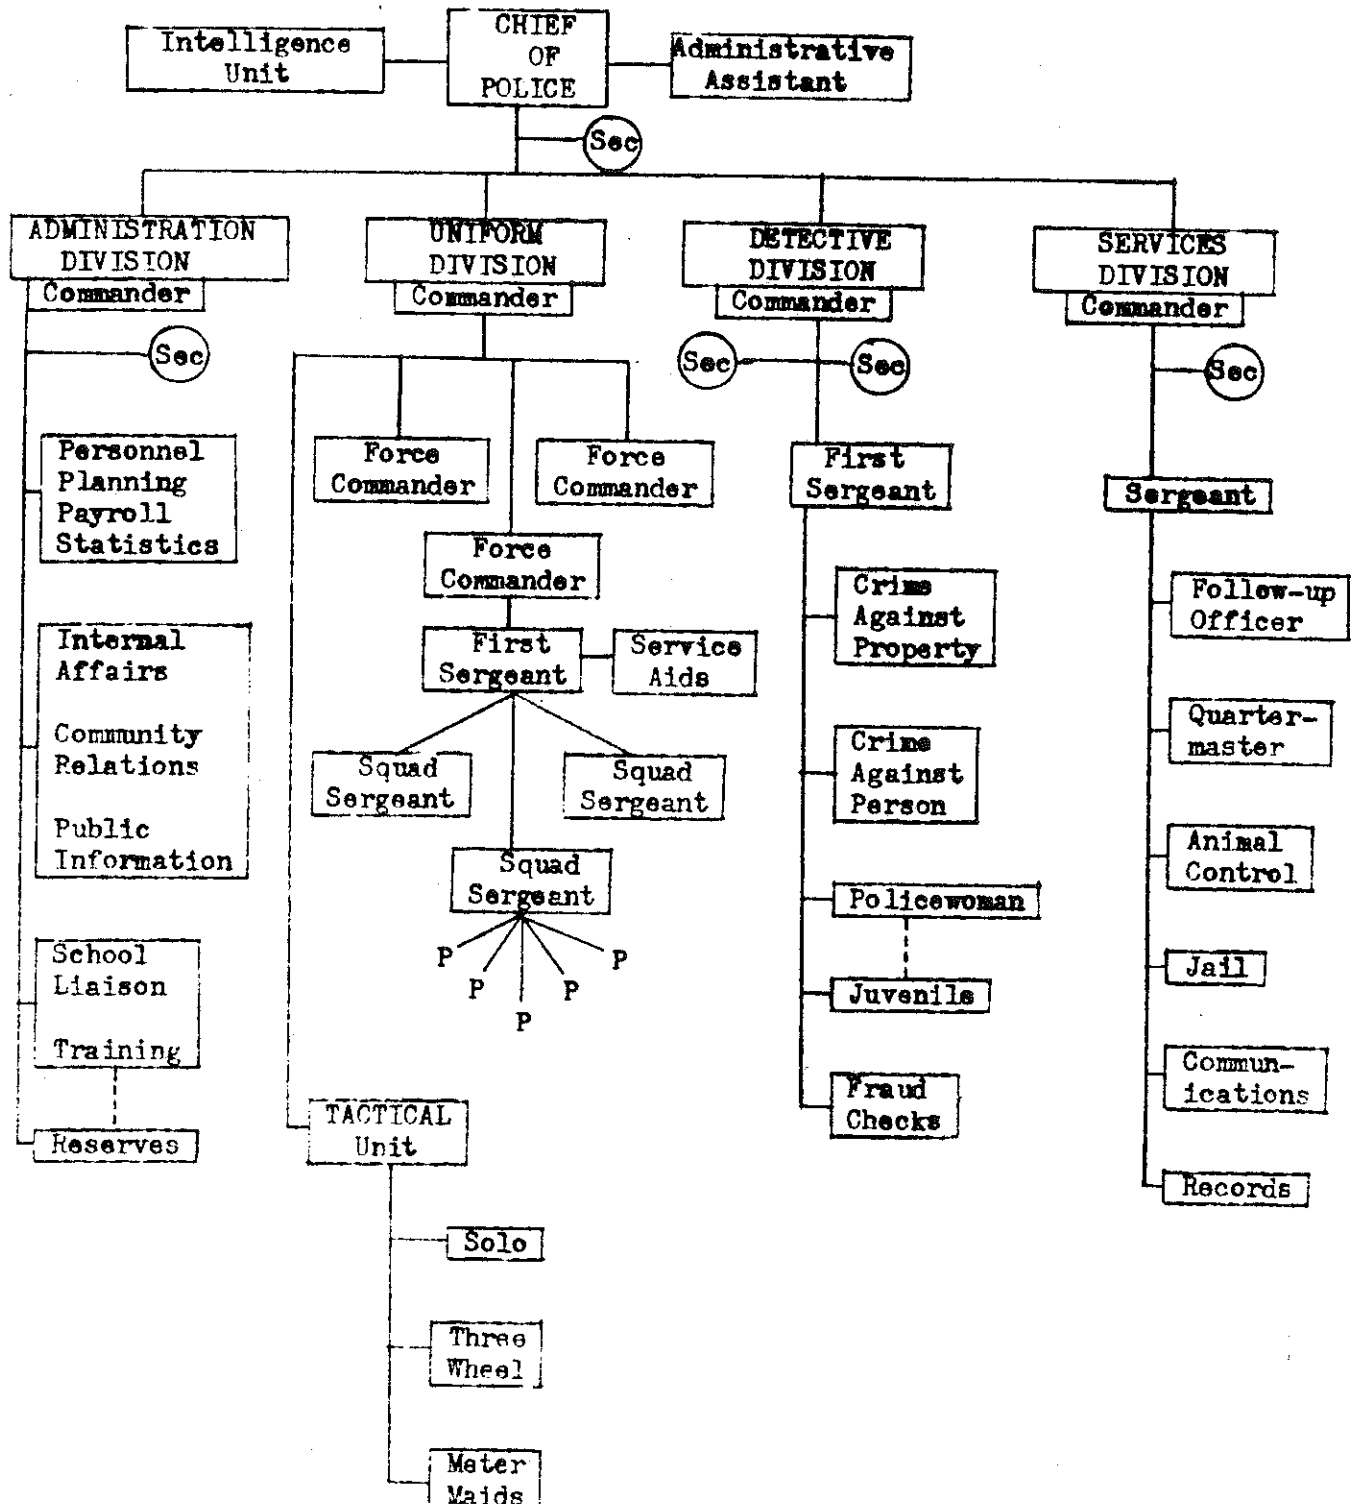 Intelligence
Unit
CHIEF
OF
POLICE
Administrative
Assistant
Sec
ADMINISTRATION
DIVISION
Commander
Sec
Personnel
Planning
Payroll
Statistics
Internal
Affairs
Community
Relations
Public
Information
School
Liaison
Training
Reserves
UNIFORM
DIVISION
Commander
Force
Commander
Force
Commander
Force
Commander
First
Sergeant
Service
Aids
Squad
Sergeant
Squad
Sergeant
Squad
Sergeant
P
P
P
P
P
TACTICAL
Unit
Solo
Three
Wheel
Meter
Maids
DETECTIVE
DIVISION
Commander
Sec
Sec
First
Sergeant
Crime
Against
Property
Crime
Against
Person
Policewoman
Juvenile
Fraud
Checks
SERVICES
DIVISION
Commander
Sec
Sergeant
Follow-up
Officer
Quarter-
master
Animal
Control
Jail
Commun-
ications
Records